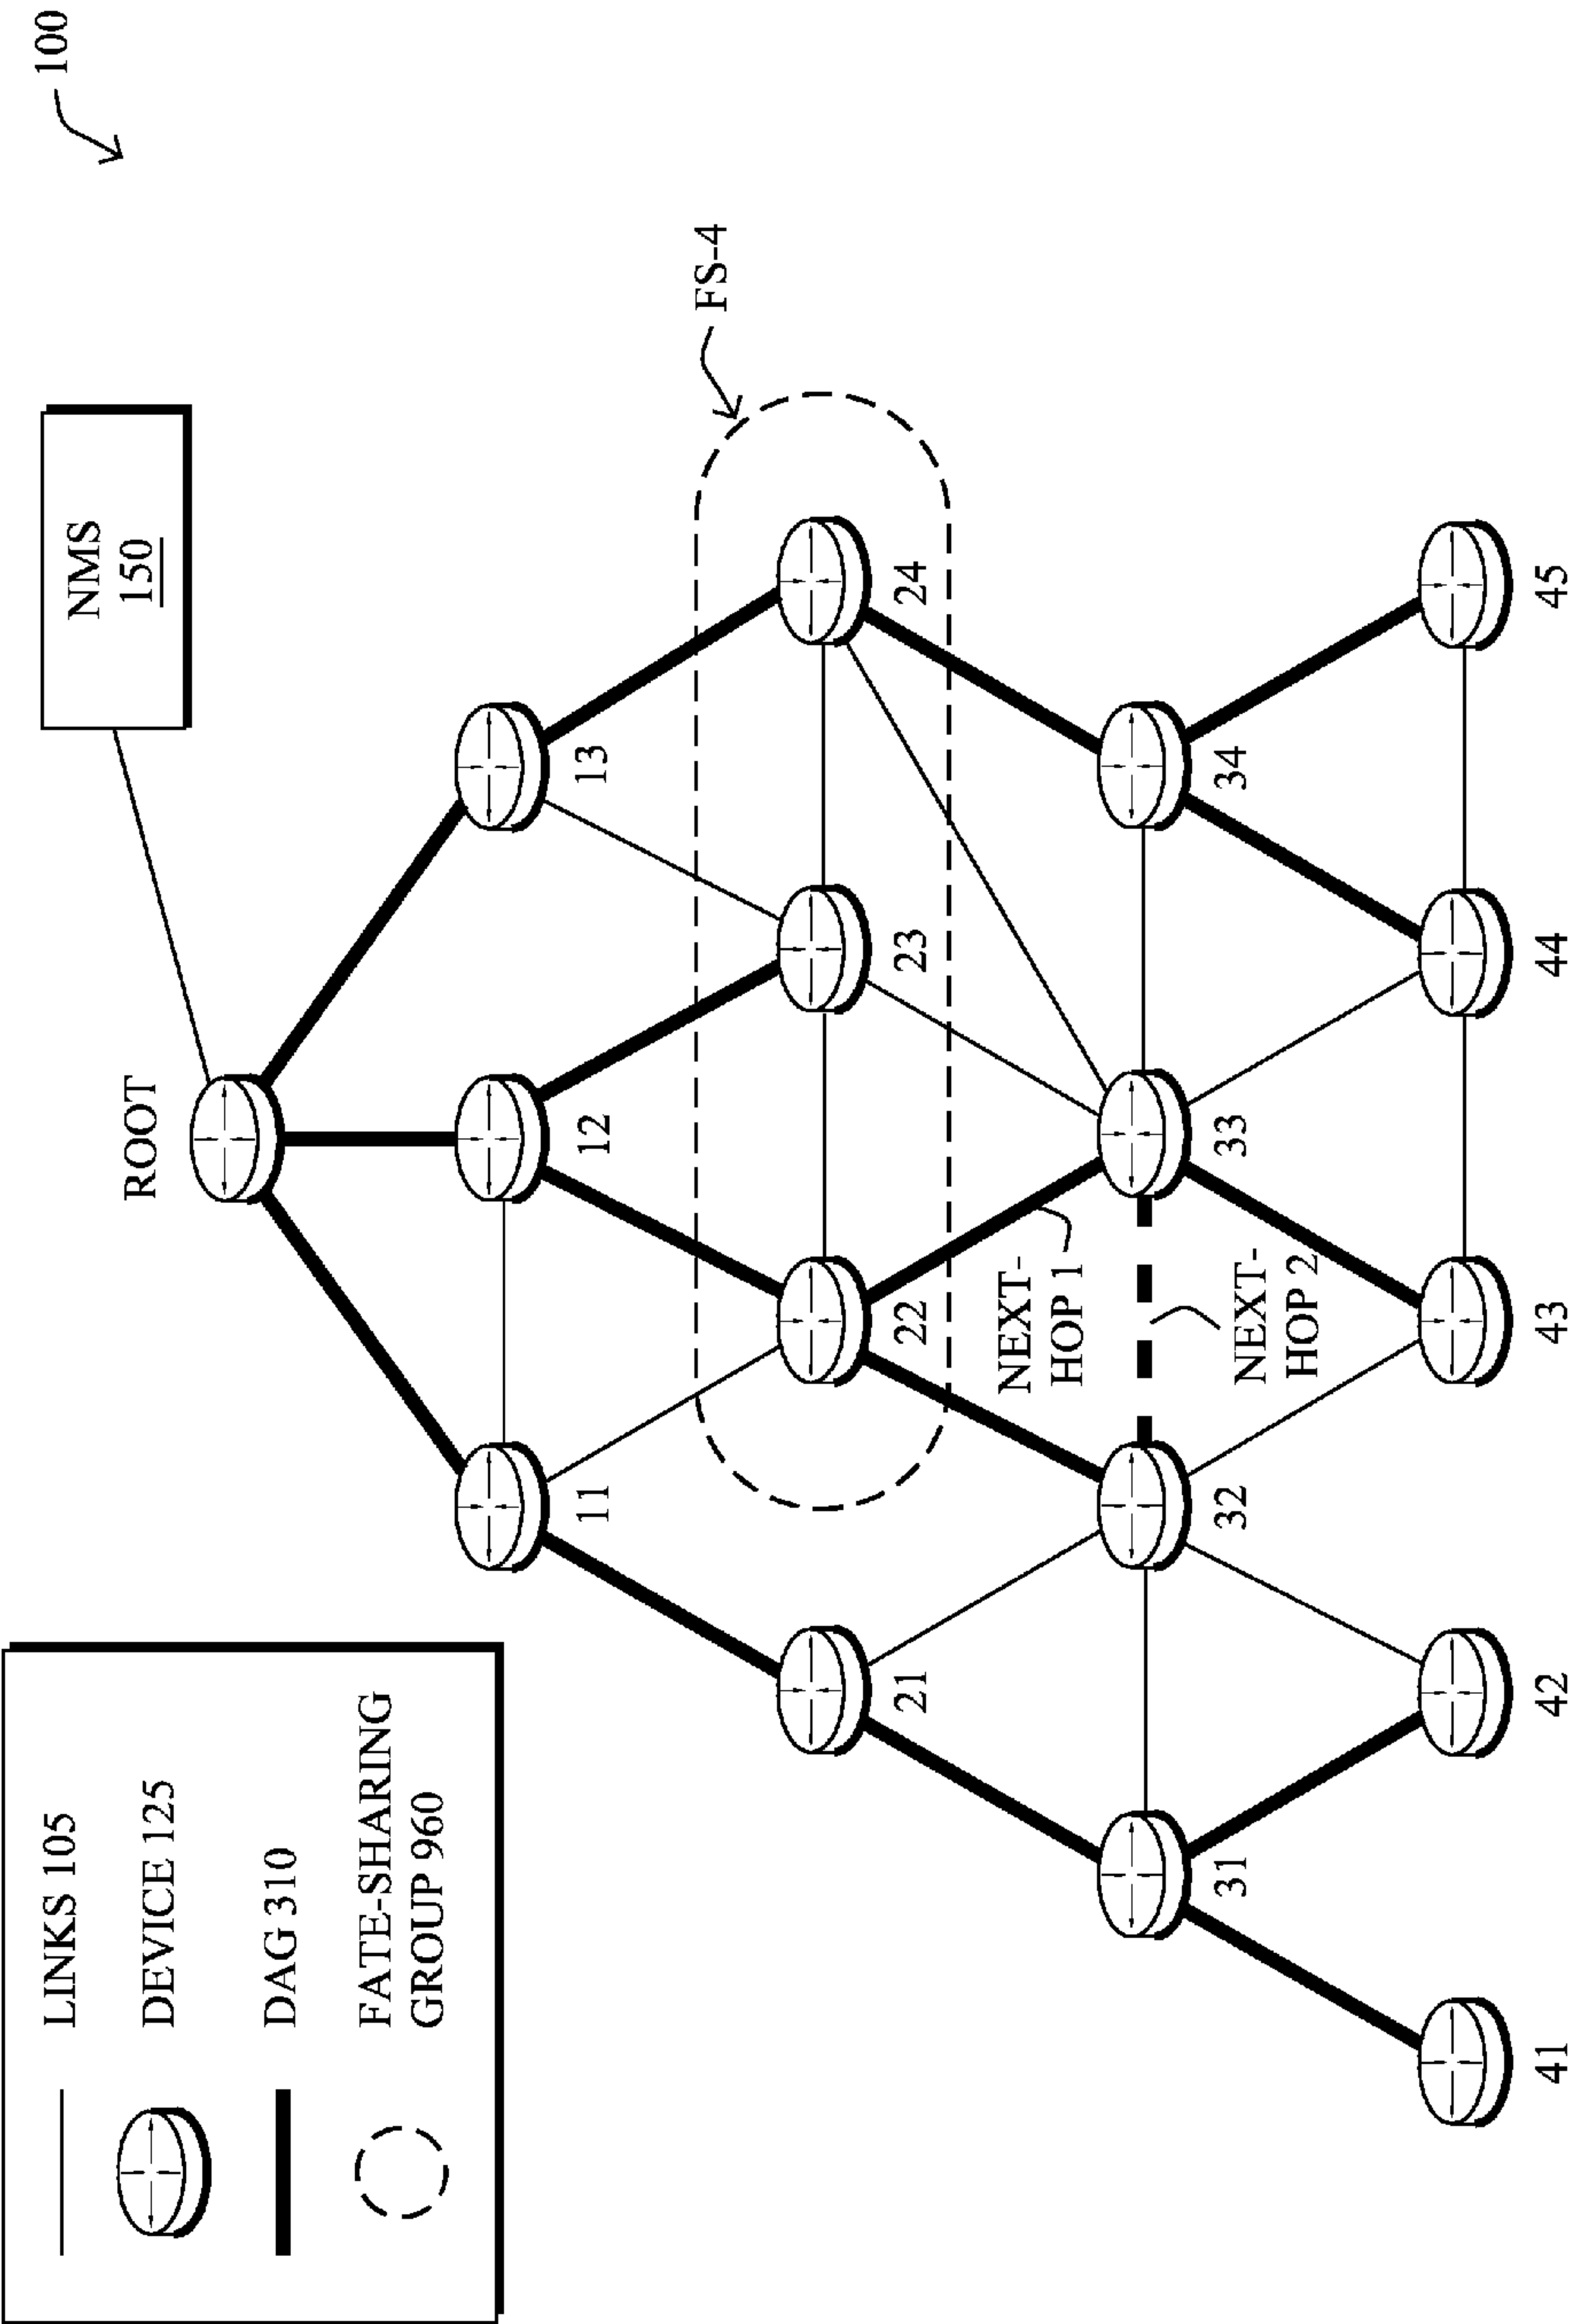 100
LINKS 105
DEVICE 125
DAG 310
FATE-SHARING
GROUP 960
NMS
150
ROOT
11
12
13
FS-4
21
22
23
24
NEXT-
HOP 1
31
32
33
34
NEXT-
HOP 2
41
42
43
44
45